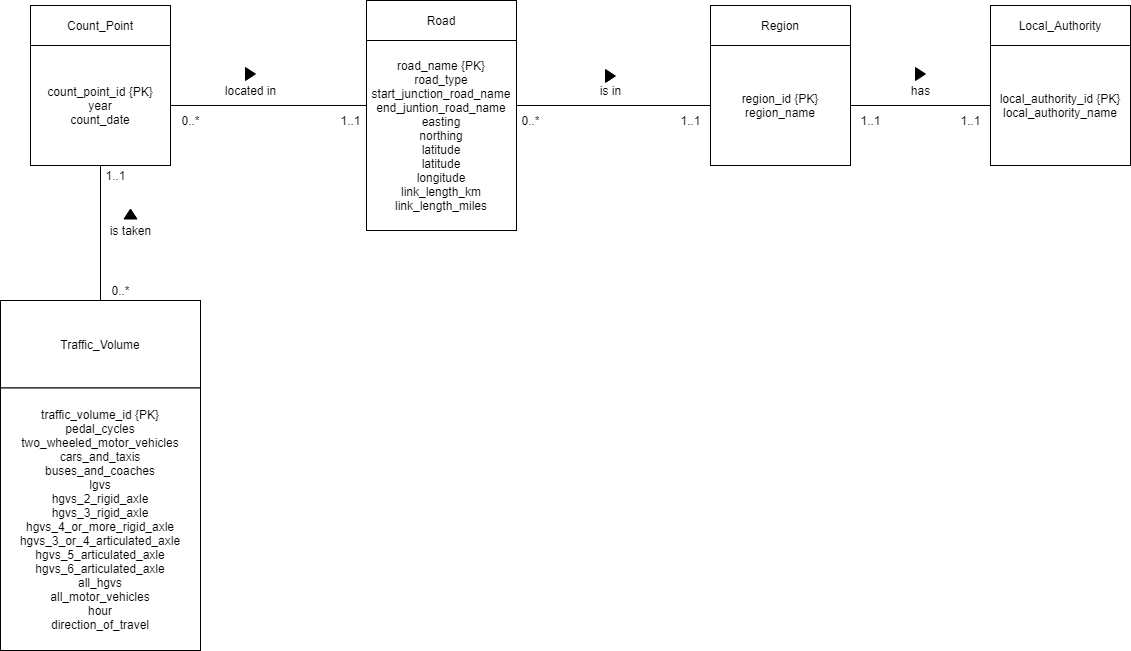 Count_Point
count_point_id {PK}
year
count_date
located in
0..*
1..1
Road
road_name {PK}
road_type
start_junction_road_name
end_juntion_road_name
easting
northing
latitude
latitude
longitude
link_length_km
link_length_miles
is in
0..*
1..1
Region
region_id {PK}
region_name
has
1..1
1..1
Local_Authority
local_authority_id {PK}
local_authority_name
1..1
is taken
0..*
Traffic_Volume
traffic_volume_id {PK}
pedal_cycles
two_wheeled_motor_vehicles
cars_and_taxis
buses_and_coaches
lgvs
hgvs_2_rigid_axle
hgvs_3_rigid_axle
hgvs_4_or_more_rigid_axle
hgvs_3_or_4_articulated_axle
hgvs_5_articulated_axle
hgvs_6_articulated_axle
all_hgvs
all_motor_vehicles
hour
direction_of_travel